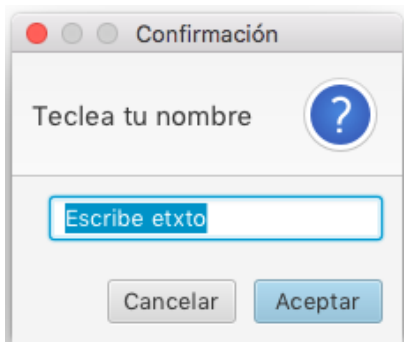 Confirmación
Teclea tu nombre
?
Escribe etxto
Cancelar Aceptar